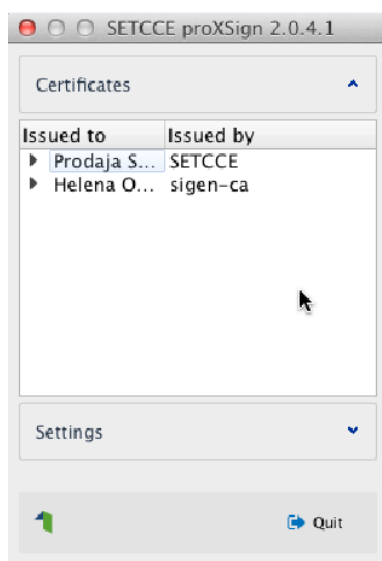 SETCCE proXSign 2.0.4.1
Certificates
Issued to Issued by
Prodaja S... SETCCE
Helena O... sigen-ca
Settings
Quit